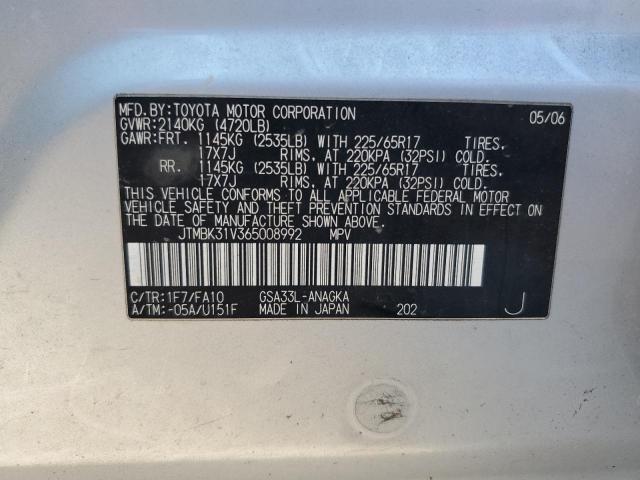 MFD. BY: TOYOTA MOTOR CORPORATION 05/06
GVWR: 2140KG (4720LB)
GAWR: FRT. 1145KG (2535LB) WITH 225/65R17 TIRES,
17X7J RIMS, AT 220KPA (32PSI) COLD.
RR. 1145KG (2535LB) WITH 225/65R17 TIRES,
17X7J RIMS, AT 220KPA (32PSI) COLD.
THIS VEHICLE CONFORMS TO ALL APPLICABLE FEDERAL MOTOR
VEHICLE SAFETY AND THEFT PREVENTION STANDARDS IN EFFECT ON
THE DATE OF MANUFACTURE SHOWN ABOVE.
JTMBK31V365008992 MPV
C/TR: 1F7/FA10 GSA33L-ANAGKA
A/TM: -05A/U151F MADE IN JAPAN 202 J